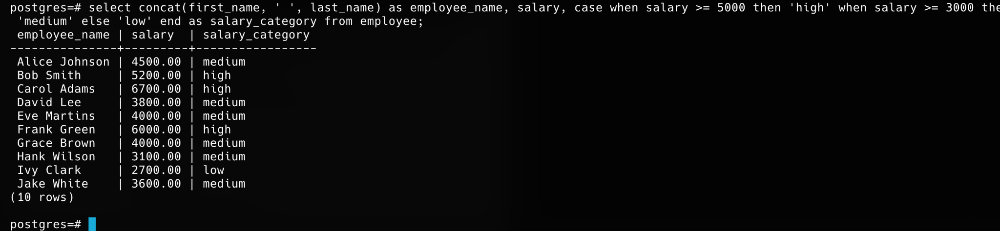 postgres=# select concat(first_name, ' ', last_name) as employee_name, salary, case when salary >= 5000 then 'high' when salary >= 3000 the
 'medium' else 'low' end as salary_category from employee;
 employee_name | salary  | salary_category
---------------+---------+-----------------
 Alice Johnson | 4500.00 | medium
 Bob Smith     | 5200.00 | high
 Carol Adams   | 6700.00 | high
 David Lee     | 3800.00 | medium
 Eve Martins   | 4000.00 | medium
 Frank Green   | 6000.00 | high
 Grace Brown   | 4000.00 | medium
 Hank Wilson   | 3100.00 | medium
 Ivy Clark     | 2700.00 | low
 Jake White    | 3600.00 | medium
(10 rows)

postgres=#